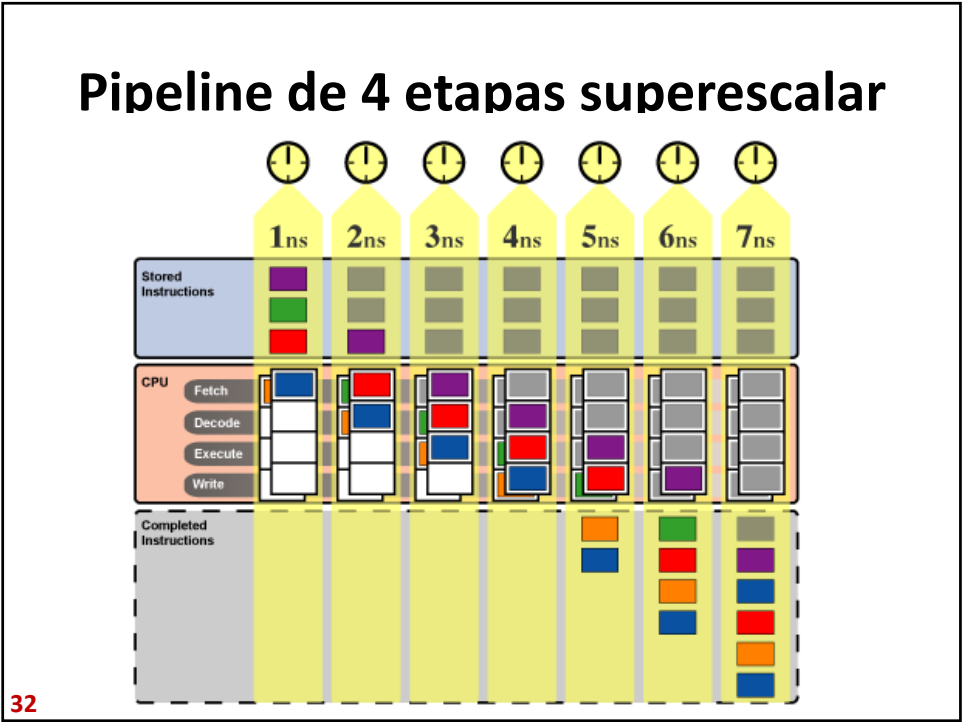 Pipeline de 4 etapas superescalar
1ns 2ns 3ns 4ns 5ns 6ns 7ns
Stored
Instructions
CPU
Fetch
Decode
Execute
Write
Completed
Instructions
32